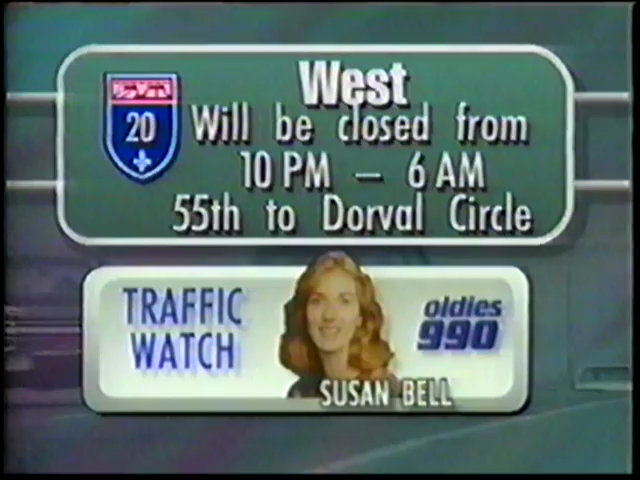 West
20
Will be closed from
10 PM – 6 AM
55th to Dorval Circle
TRAFFIC
WATCH
oldies
990
SUSAN BELL